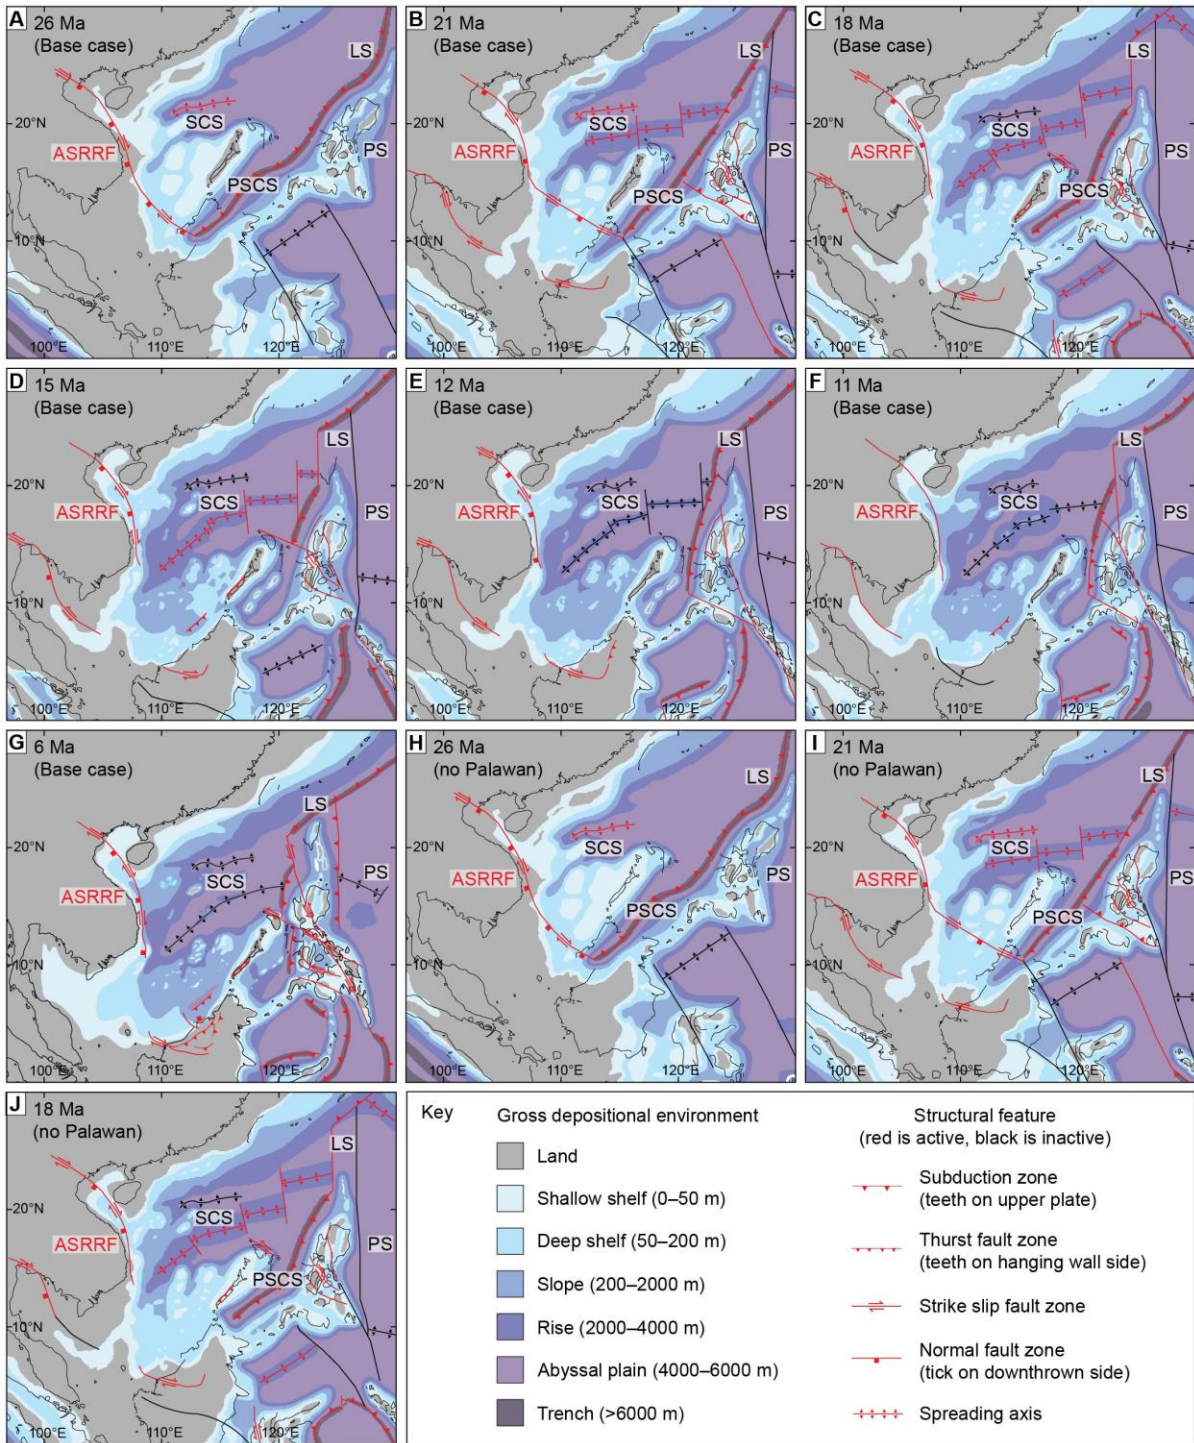 A 26 Ma
(Base case)
LS
20°N
SCS
ASRRF
PS
PSCS
10°N
100°E 110°E 120°E
B 21 Ma
(Base case)
LS
20°N
SCS
ASRRF
PS
PSCS
10°N
110°E 120°E
C 18 Ma
(Base case)
LS
SCS
20°N
ASRRF
PS
PSCS
10°N
100°E 110°E 120°E
D 15 Ma
(Base case)
LS
20°N
SCS
ASRRF
PS
10°N
100°E 110°E 120°E
E 12 Ma
(Base case)
LS
20°N
SCS
ASRRF
PS
10°N
110°E 120°E
F 11 Ma
(Base case)
LS
20°N
SCS
ASRRF
PS
10°N
100°E 110°E 120°E
G 6 Ma
(Base case)
LS
20°N
SCS
ASRRF
PS
10°N
100°E 110°E 120°E
H 26 Ma
(no Palawan)
LS
20°N
SCS
ASRRF
PS
PSCS
10°N
110°E 120°E
I 21 Ma
(no Palawan)
LS
20°N
SCS
ASRRF
PS
PSCS
10°N
100°E 110°E 120°E
J 18 Ma
(no Palawan)
LS
20°N
SCS
ASRRF
PS
PSCS
10°N
100°E 110°E 120°E
Key
Gross depositional environment
Land
Shallow shelf (0–50 m)
Deep shelf (50–200 m)
Slope (200–2000 m)
Rise (2000–4000 m)
Abyssal plain (4000–6000 m)
Trench (>6000 m)
Structural feature
(red is active, black is inactive)
Subduction zone
(teeth on upper plate)
Thurst fault zone
(teeth on hanging wall side)
Strike slip fault zone
Normal fault zone
(tick on downthrown side)
Spreading axis